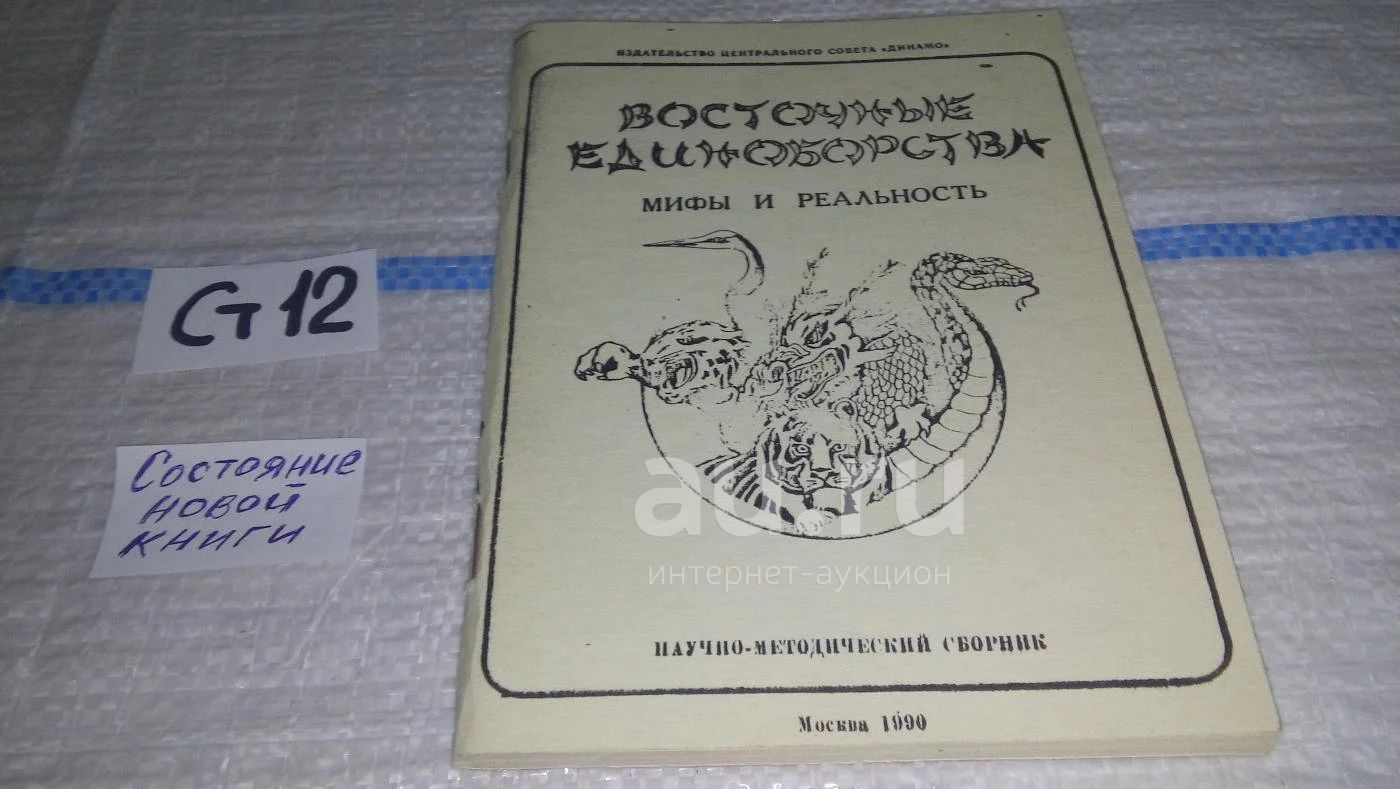 ИЗДАТЕЛЬСТВО ЦЕНТРАЛЬНОГО СОВЕТА «ДИНАМО»
ВОСТОЧНЫЕ
ЕДИНОБОРСТВА
МИФЫ И РЕАЛЬНОСТЬ
Ст 12
Состояние
новой
книги
au.ru
интернет-аукцион
НАУЧНО-МЕТОДИЧЕСКИЙ СБОРНИК
Москва 1990